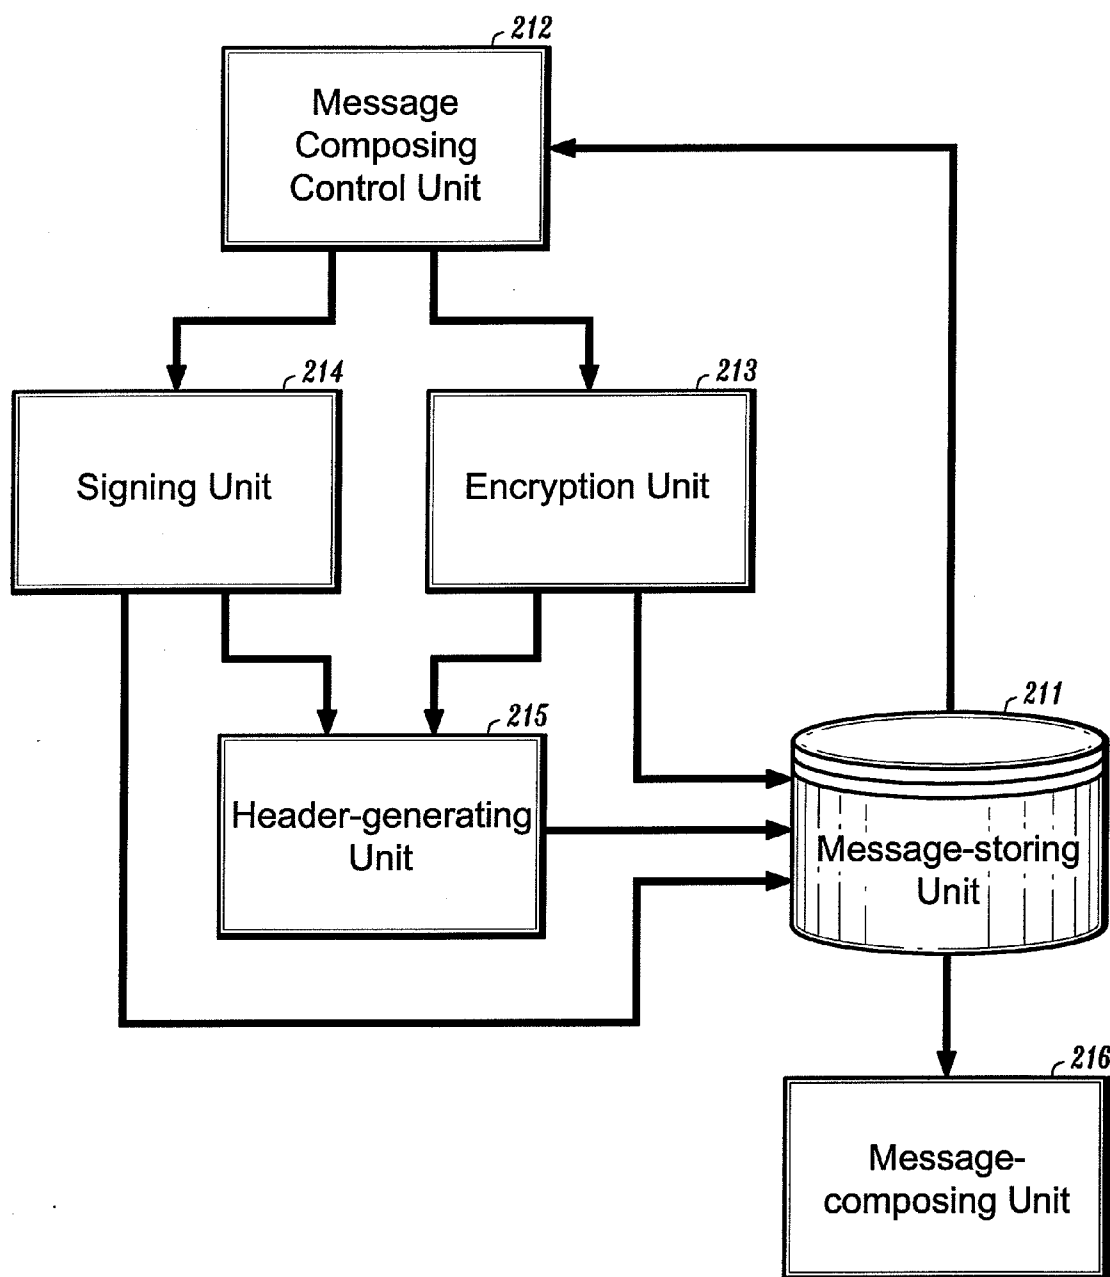 212
Message
Composing
Control Unit
214
213
Signing Unit
Encryption Unit
215
211
Header-generating
Unit
Message-storing
Unit
216
Message-
composing Unit